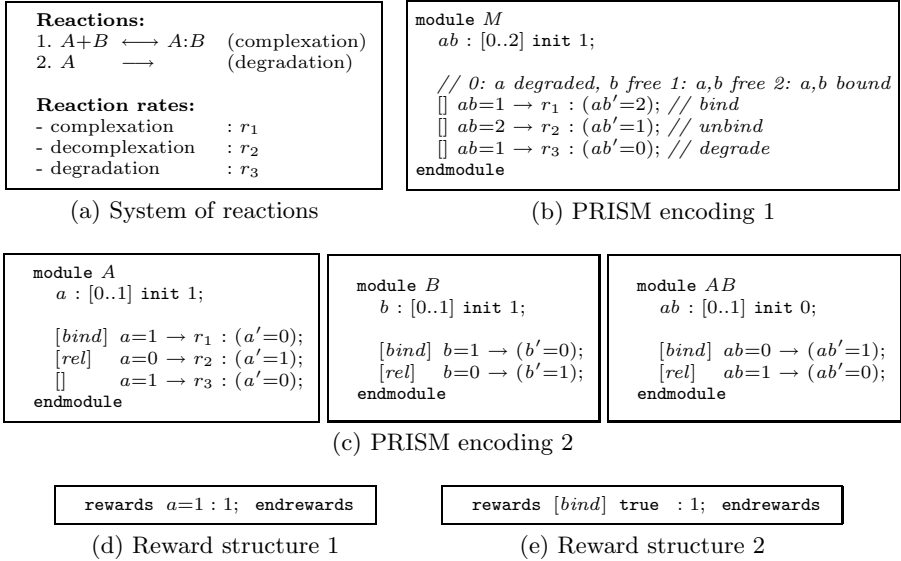 Reactions:
1. A+B ⟷ A:B (complexation)
2. A ⟶ (degradation)
Reaction rates:
- complexation : r₁
- decomplexation : r₂
- degradation : r₃
(a) System of reactions
module M
ab : [0..2] init 1;
// 0: a degraded, b free 1: a,b free 2: a,b bound
[] ab=1 → r₁ : (ab′=2); // bind
[] ab=2 → r₂ : (ab′=1); // unbind
[] ab=1 → r₃ : (ab′=0); // degrade
endmodule
(b) PRISM encoding 1
module A
a : [0..1] init 1;
[bind] a=1 → r₁ : (a′=0);
[rel] a=0 → r₂ : (a′=1);
[] a=1 → r₃ : (a′=0);
endmodule
module B
b : [0..1] init 1;
[bind] b=1 → (b′=0);
[rel] b=0 → (b′=1);
endmodule
module AB
ab : [0..1] init 0;
[bind] ab=0 → (ab′=1);
[rel] ab=1 → (ab′=0);
endmodule
(c) PRISM encoding 2
rewards a=1 : 1; endrewards
(d) Reward structure 1
rewards [bind] true : 1; endrewards
(e) Reward structure 2